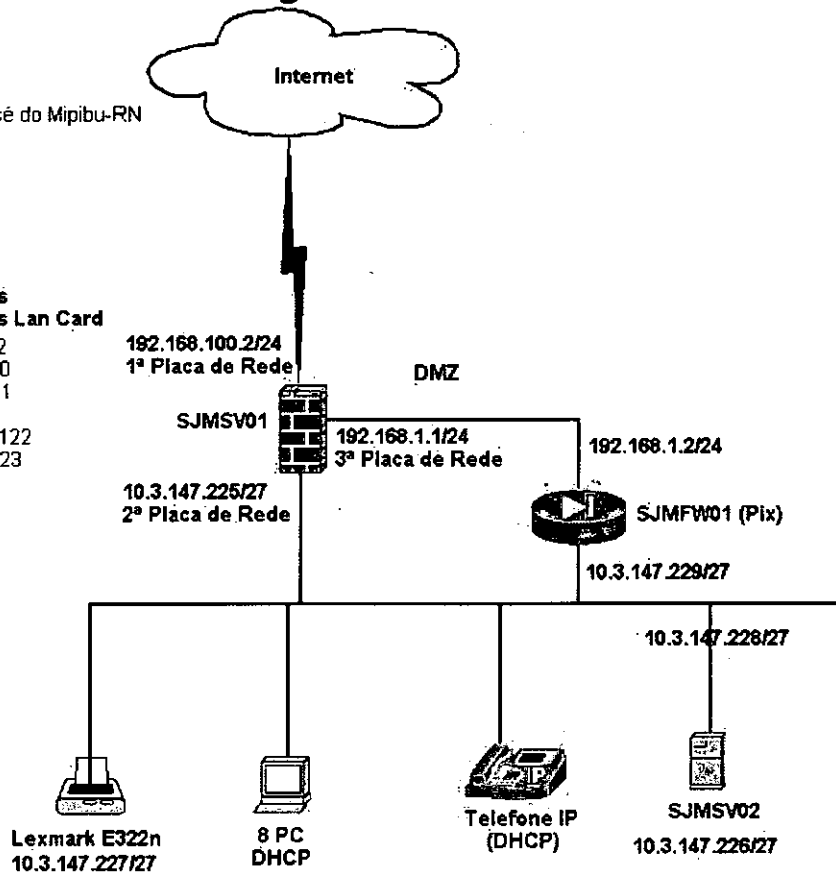 Internet
sé do Mipibu-RN
s
s Lan Card
2
0
1
122
23
192.168.100.2/24
1ª Placa de Rede
DMZ
SJMSV01
192.168.1.1/24
3ª Placa de Rede
192.168.1.2/24
10.3.147.225/27
2ª Placa de Rede
SJMFW01 (Pix)
10.3.147.229/27
10.3.147.228/27
IP
Lexmark E322n
10.3.147.227/27
8 PC
DHCP
Telefone IP
(DHCP)
SJMSV02
10.3.147.226/27